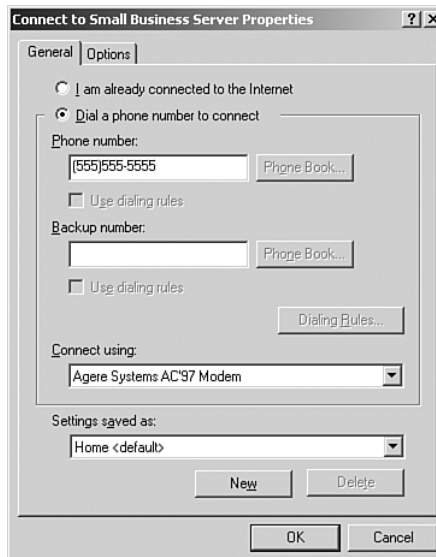 Connect to Small Business Server Properties
General Options
I am already connected to the Internet
Dial a phone number to connect
Phone number:
(555)555-5555 Phone Book...
Use dialing rules
Backup number:
Phone Book...
Use dialing rules
Dialing Rules...
Connect using:
Agere Systems AC'97 Modem
Settings saved as:
Home <default>
New Delete
OK Cancel